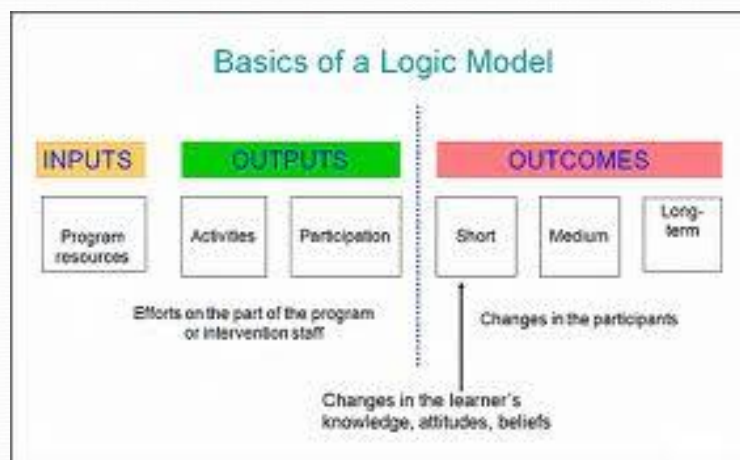 Basics of a Logic Model
INPUTS
OUTPUTS
OUTCOMES
Program
resources
Activities
Participation
Short
Medium
Long-
term
Efforts on the part of the program
or intervention staff
Changes in the participants
Changes in the learner's
knowledge, attitudes, beliefs